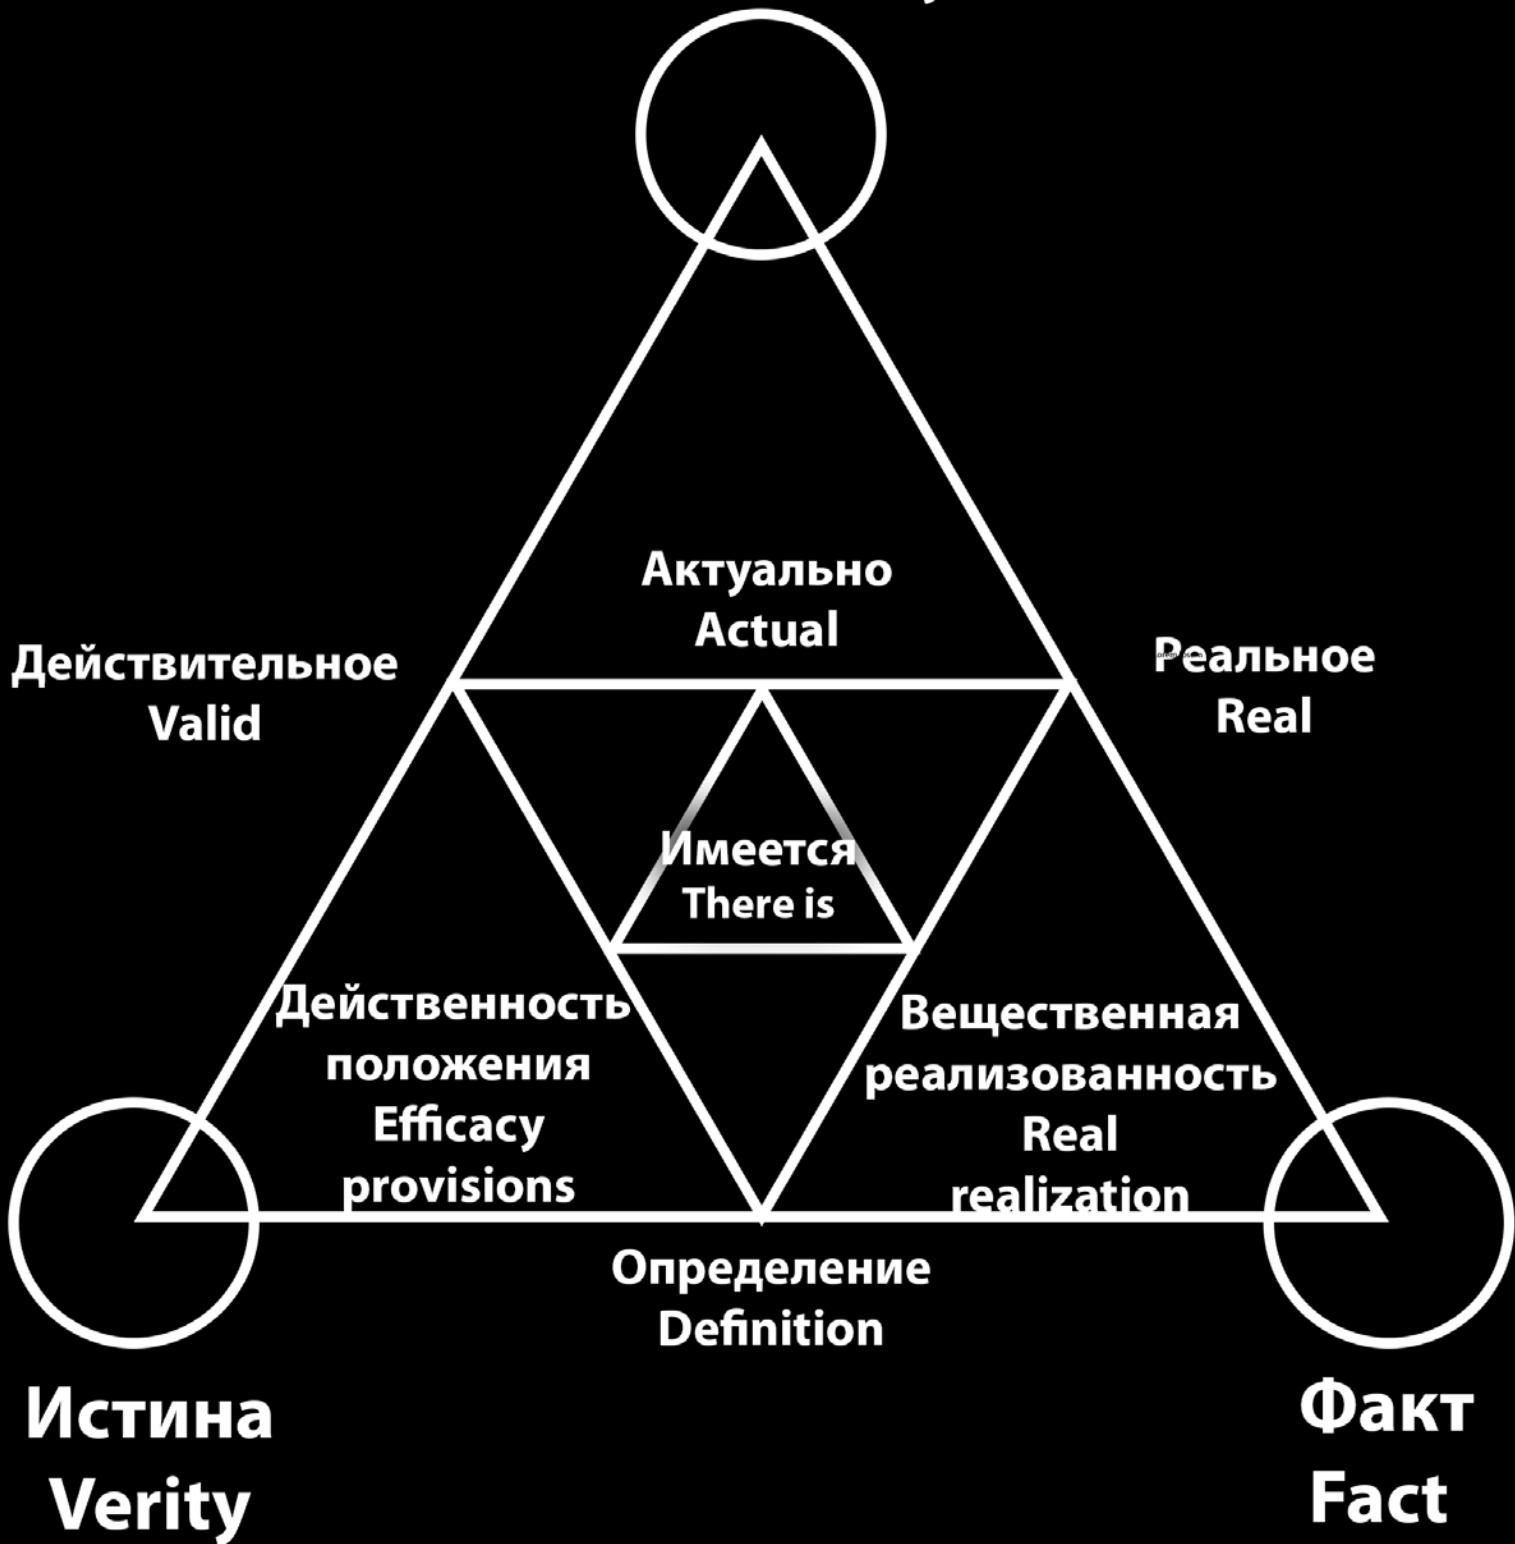 Актуально
Actual
Действительное
Valid
Реальное
Real
Имеется
There is
Действенность
положения
Efficacy
provisions
Вещественная
реализованность
Real
realization
Определение
Definition
Истина
Verity
Факт
Fact